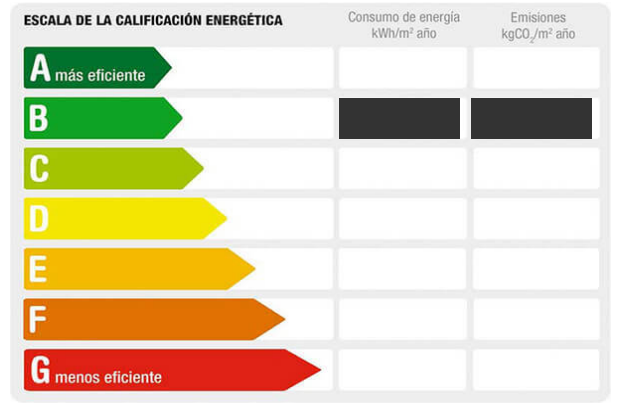 ESCALA DE LA CALIFICACIÓN ENERGÉTICA
Consumo de energía
kWh/m² año
Emisiones
kgCO₂/m² año
A más eficiente
B
C
D
E
F
G menos eficiente